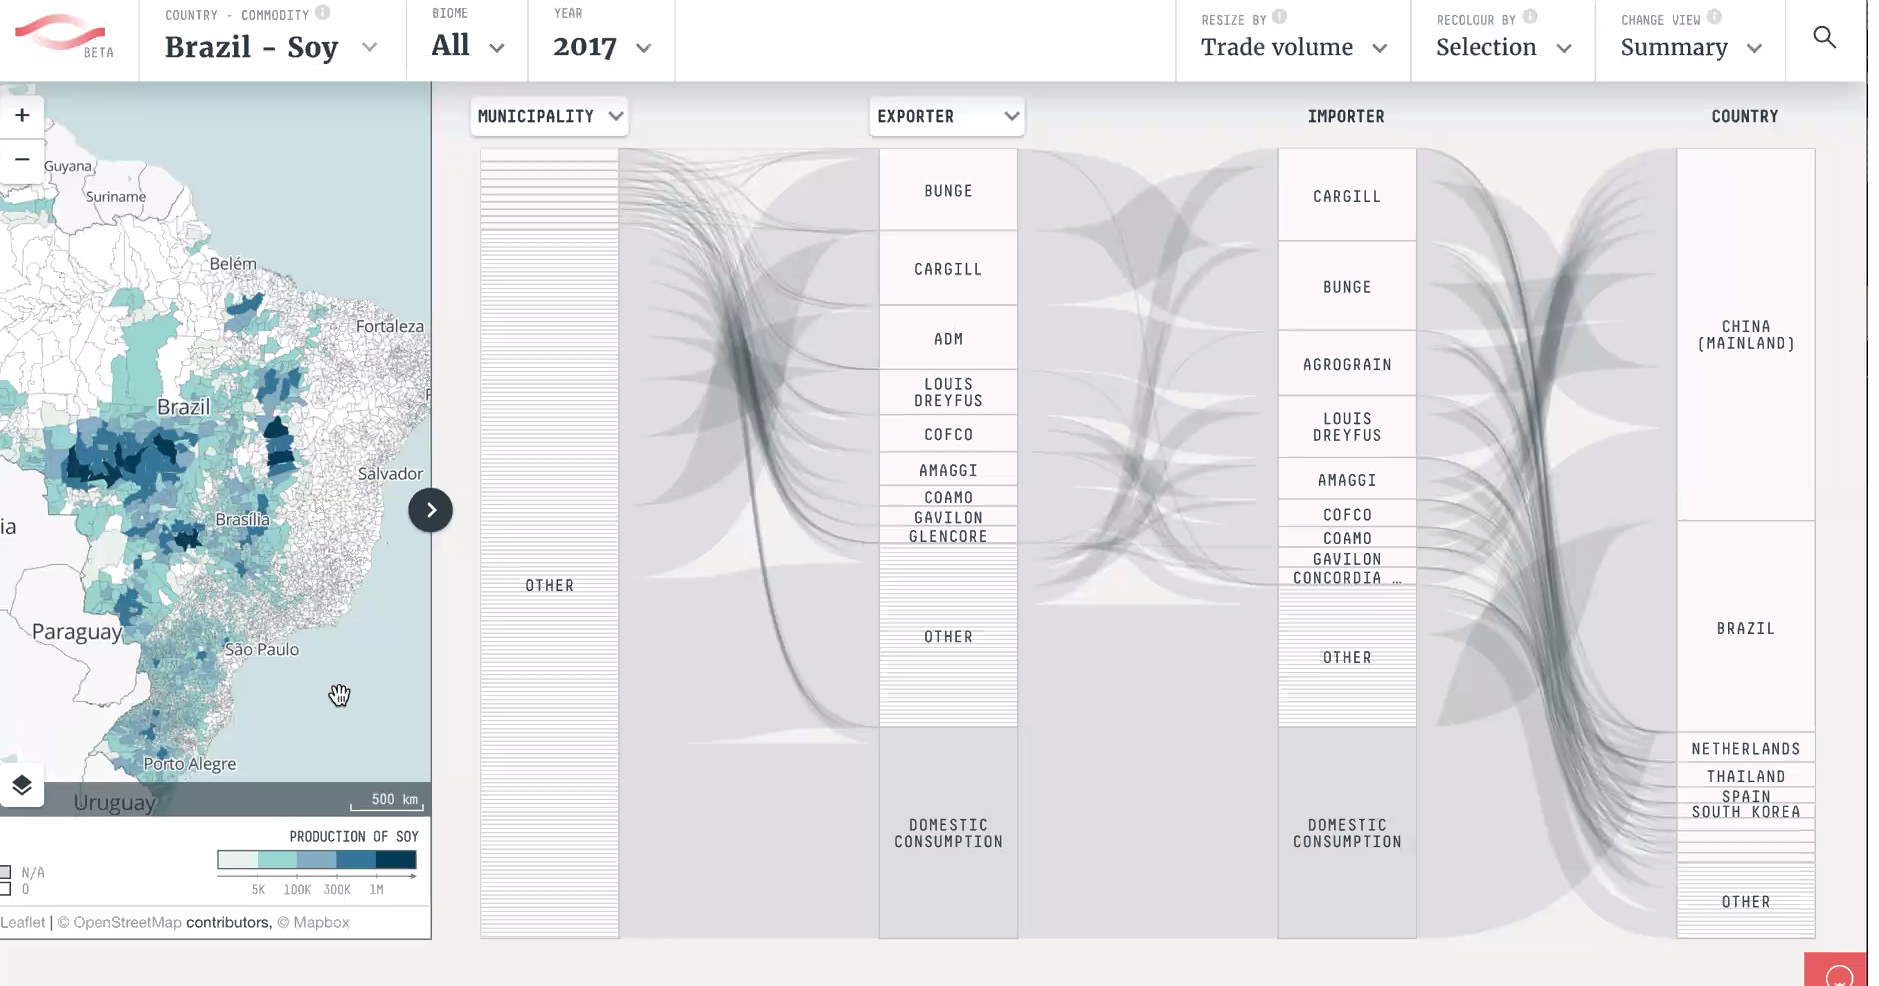 BETA
COUNTRY - COMMODITY
Brazil - Soy
BIOME
All
YEAR
2017
RESIZE BY
Trade volume
RECOLOUR BY
Selection
CHANGE VIEW
Summary
+
−
Guyana
Suriname
Belém
Fortaleza
Brazil
Salvador
Brasília
ia
Paraguay
São Paulo
Porto Alegre
Uruguay
500 km
PRODUCTION OF SOY
N/A
0
5K 100K 300K 1M
Leaflet | © OpenStreetMap contributors, © Mapbox
MUNICIPALITY
OTHER
EXPORTER
BUNGE
CARGILL
ADM
LOUIS
DREYFUS
COFCO
AMAGGI
COAMO
GAVILON
GLENCORE
OTHER
DOMESTIC
CONSUMPTION
IMPORTER
CARGILL
BUNGE
AGROGRAIN
LOUIS
DREYFUS
AMAGGI
COFCO
COAMO
GAVILON
CONCORDIA …
OTHER
DOMESTIC
CONSUMPTION
COUNTRY
CHINA
(MAINLAND)
BRAZIL
NETHERLANDS
THAILAND
SPAIN
SOUTH KOREA
OTHER